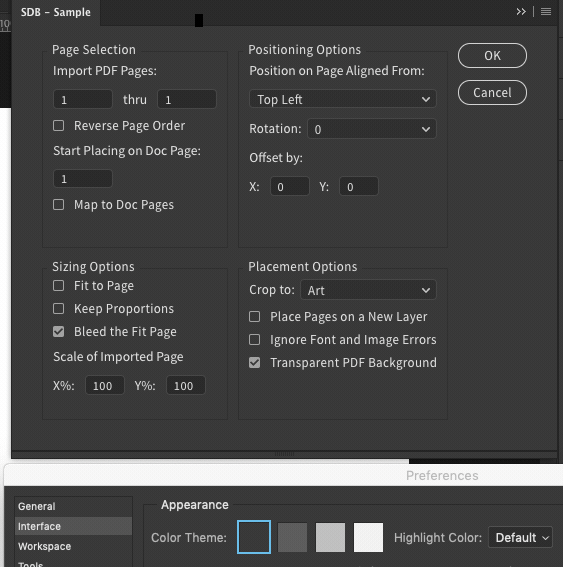 SDB - Sample
Page Selection
Import PDF Pages:
1 thru 1
Reverse Page Order
Start Placing on Doc Page:
1
Map to Doc Pages
Positioning Options
Position on Page Aligned From:
Top Left
Rotation: 0
Offset by:
X: 0 Y: 0
OK
Cancel
Sizing Options
Fit to Page
Keep Proportions
Bleed the Fit Page
Scale of Imported Page
X%: 100 Y%: 100
Placement Options
Crop to: Art
Place Pages on a New Layer
Ignore Font and Image Errors
Transparent PDF Background
Preferences
General
Interface
Workspace
Tools
Appearance
Color Theme:
Highlight Color: Default